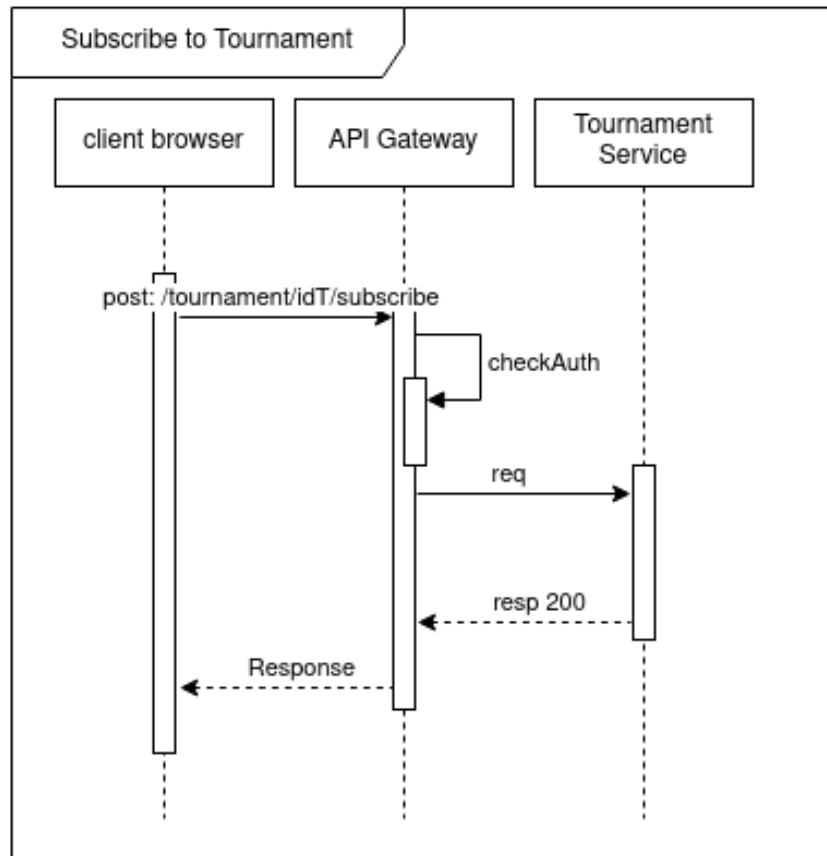 Subscribe to Tournament
client browser
API Gateway
Tournament
Service
post: /tournament/idT/subscribe
checkAuth
req
resp 200
Response